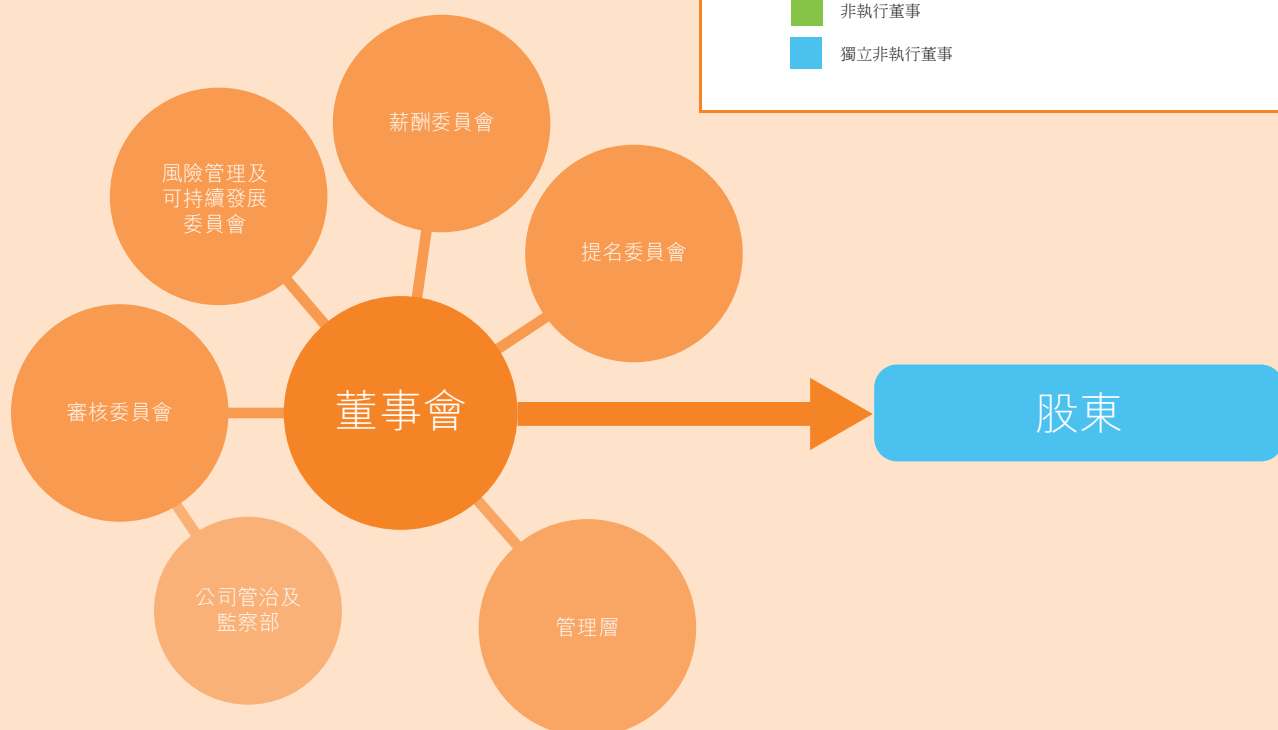 非執行董事
獨立非執行董事
薪酬委員會
風險管理及
可持續發展
委員會
提名委員會
審核委員會
董事會
股東
公司管治及
監察部
管理層